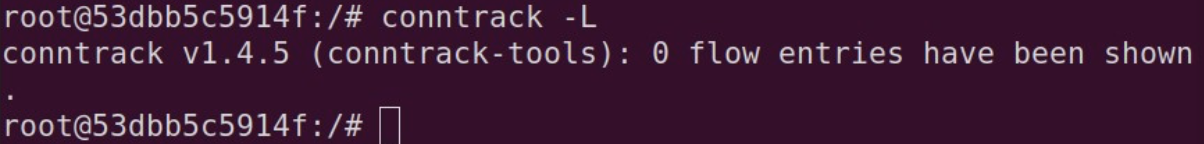 root@53dbb5c5914f:/# conntrack -L
conntrack v1.4.5 (conntrack-tools): 0 flow entries have been shown
.
root@53dbb5c5914f:/#